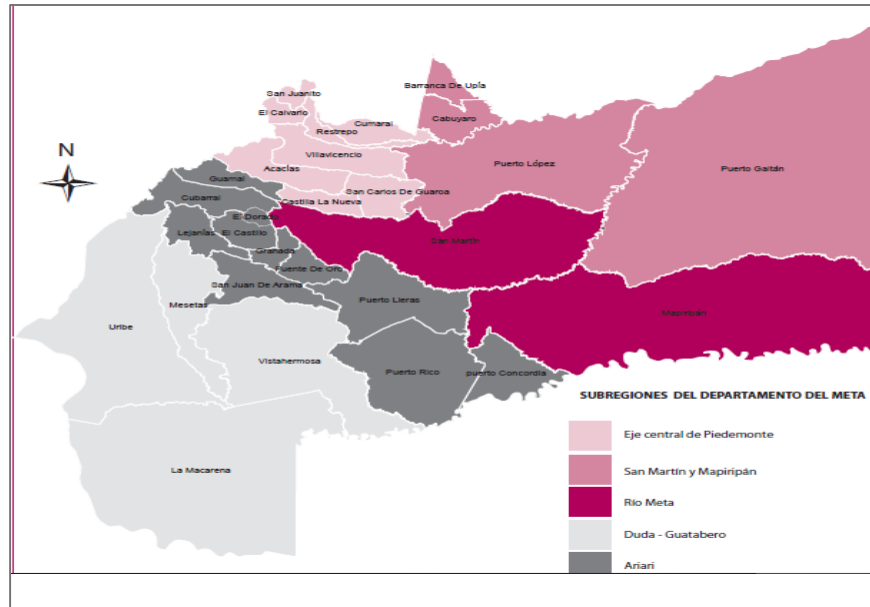 San Juanito
Barranca De Upía
El Calvario
Cumaral
Cabuyaro
Restrepo
Villavicencio
Puerto López
Puerto Gaitán
N
Acacías
Guamal
San Carlos De Guaroa
Cubarral
Castilla La Nueva
El Dorado
Lejanías
El Castillo
San Martín
Granada
Fuente De Oro
San Juan De Arama
Puerto Lleras
Mesetas
Mapiripán
Uribe
Vistahermosa
Puerto Rico
puerto Concordia
SUBREGIONES DEL DEPARTAMENTO DEL META
Eje central de Piedemonte
La Macarena
San Martín y Mapiripán
Río Meta
Duda - Guatabero
Ariari